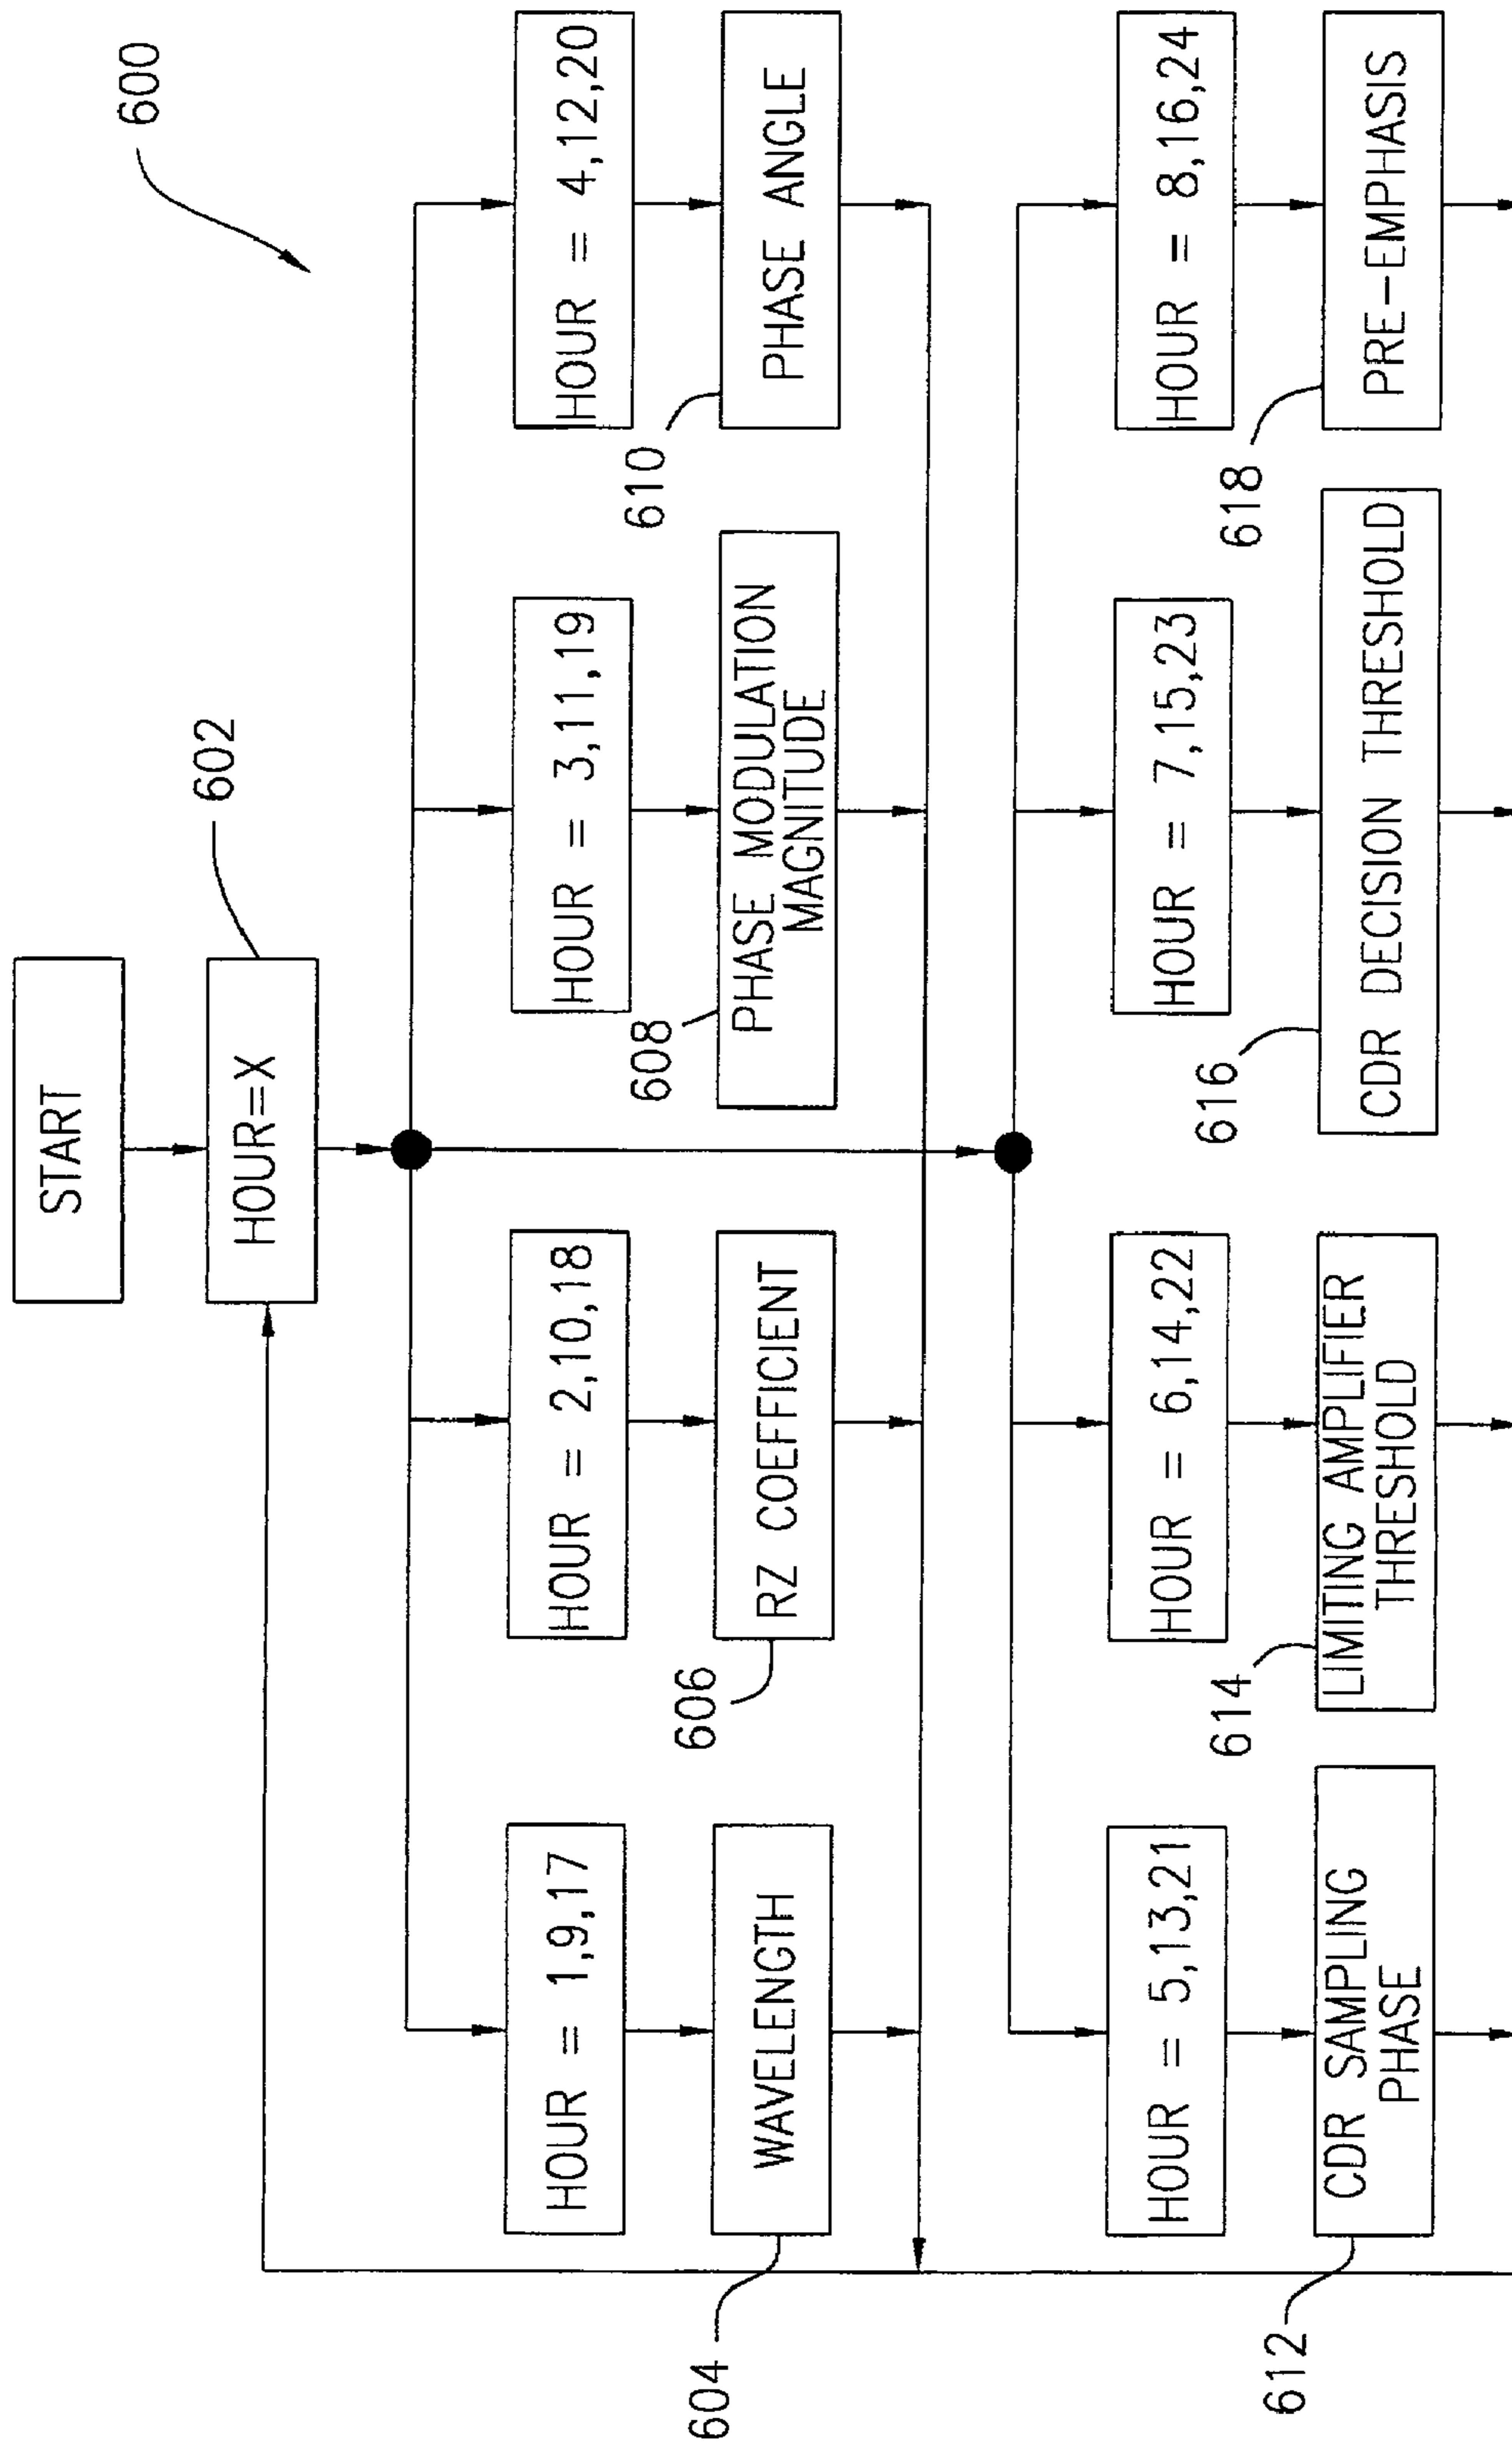 600
START
HOUR=X
602
HOUR = 1,9,17
HOUR = 2,10,18
HOUR = 3,11,19
HOUR = 4,12,20
604
WAVELENGTH
606
RZ COEFFICIENT
608
PHASE MODULATION
MAGNITUDE
610
PHASE ANGLE
HOUR = 5,13,21
HOUR = 6,14,22
HOUR = 7,15,23
HOUR = 8,16,24
612
CDR SAMPLING
PHASE
614
LIMITING AMPLIFIER
THRESHOLD
616
CDR DECISION THRESHOLD
618
PRE-EMPHASIS